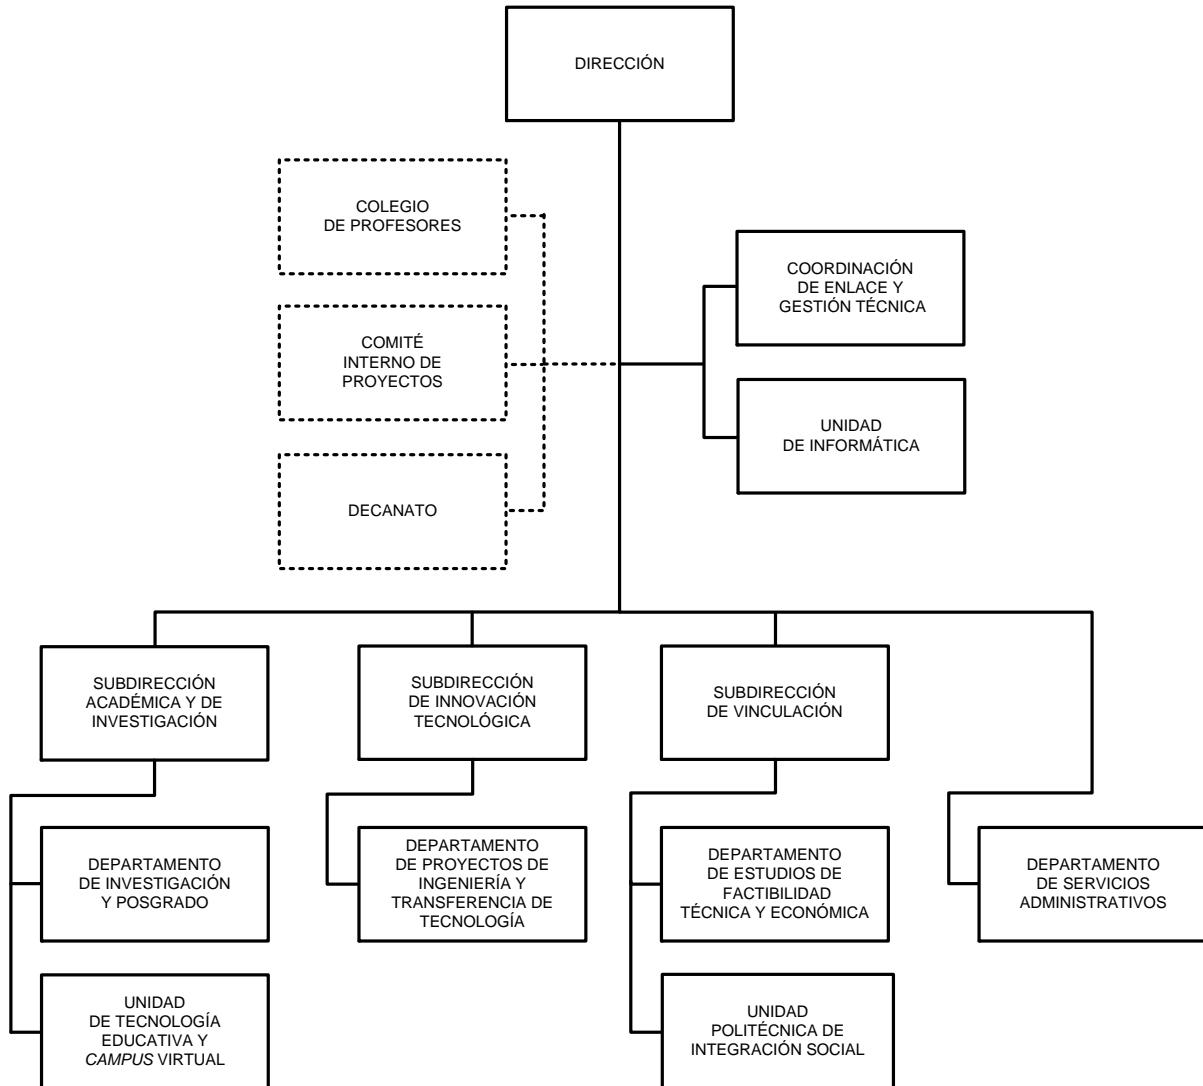 DIRECCIÓN
COLEGIO
DE PROFESORES
COORDINACIÓN
DE ENLACE Y
GESTIÓN TÉCNICA
COMITÉ
INTERNO DE
PROYECTOS
UNIDAD
DE INFORMÁTICA
DECANATO
SUBDIRECCIÓN
ACADÉMICA Y DE
INVESTIGACIÓN
SUBDIRECCIÓN
DE INNOVACIÓN
TECNOLÓGICA
SUBDIRECCIÓN
DE VINCULACIÓN
DEPARTAMENTO
DE INVESTIGACIÓN
Y POSGRADO
DEPARTAMENTO
DE PROYECTOS DE
INGENIERÍA Y
TRANSFERENCIA DE
TECNOLOGÍA
DEPARTAMENTO
DE ESTUDIOS DE
FACTIBILIDAD
TÉCNICA Y ECONÓMICA
DEPARTAMENTO
DE SERVICIOS
ADMINISTRATIVOS
UNIDAD
DE TECNOLOGÍA
EDUCATIVA Y
CAMPUS VIRTUAL
UNIDAD
POLITÉCNICA DE
INTEGRACIÓN SOCIAL